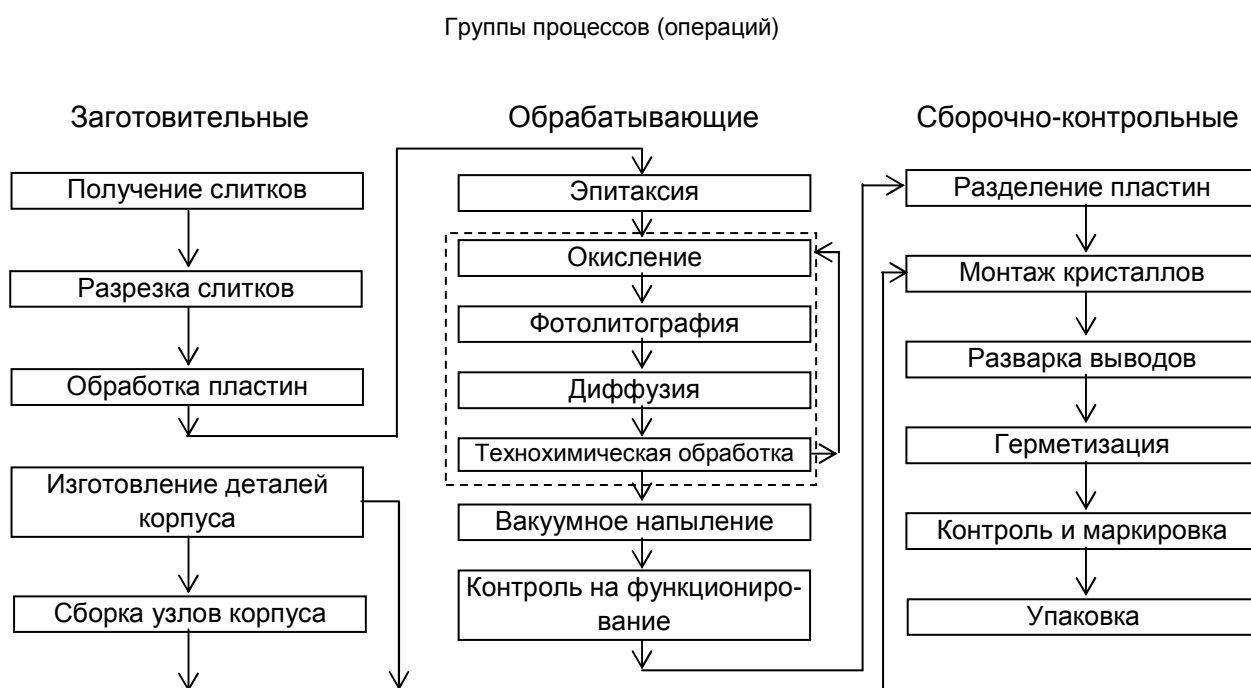 Группы процессов (операций)
Заготовительные
Получение слитков
Разрезка слитков
Обработка пластин
Изготовление деталей
корпуса
Сборка узлов корпуса
Обрабатывающие
Эпитаксия
Окисление
Фотолитография
Диффузия
Технохимическая обработка
Вакуумное напыление
Контроль на функциониро-
вание
Сборочно-контрольные
Разделение пластин
Монтаж кристаллов
Разварка выводов
Герметизация
Контроль и маркировка
Упаковка